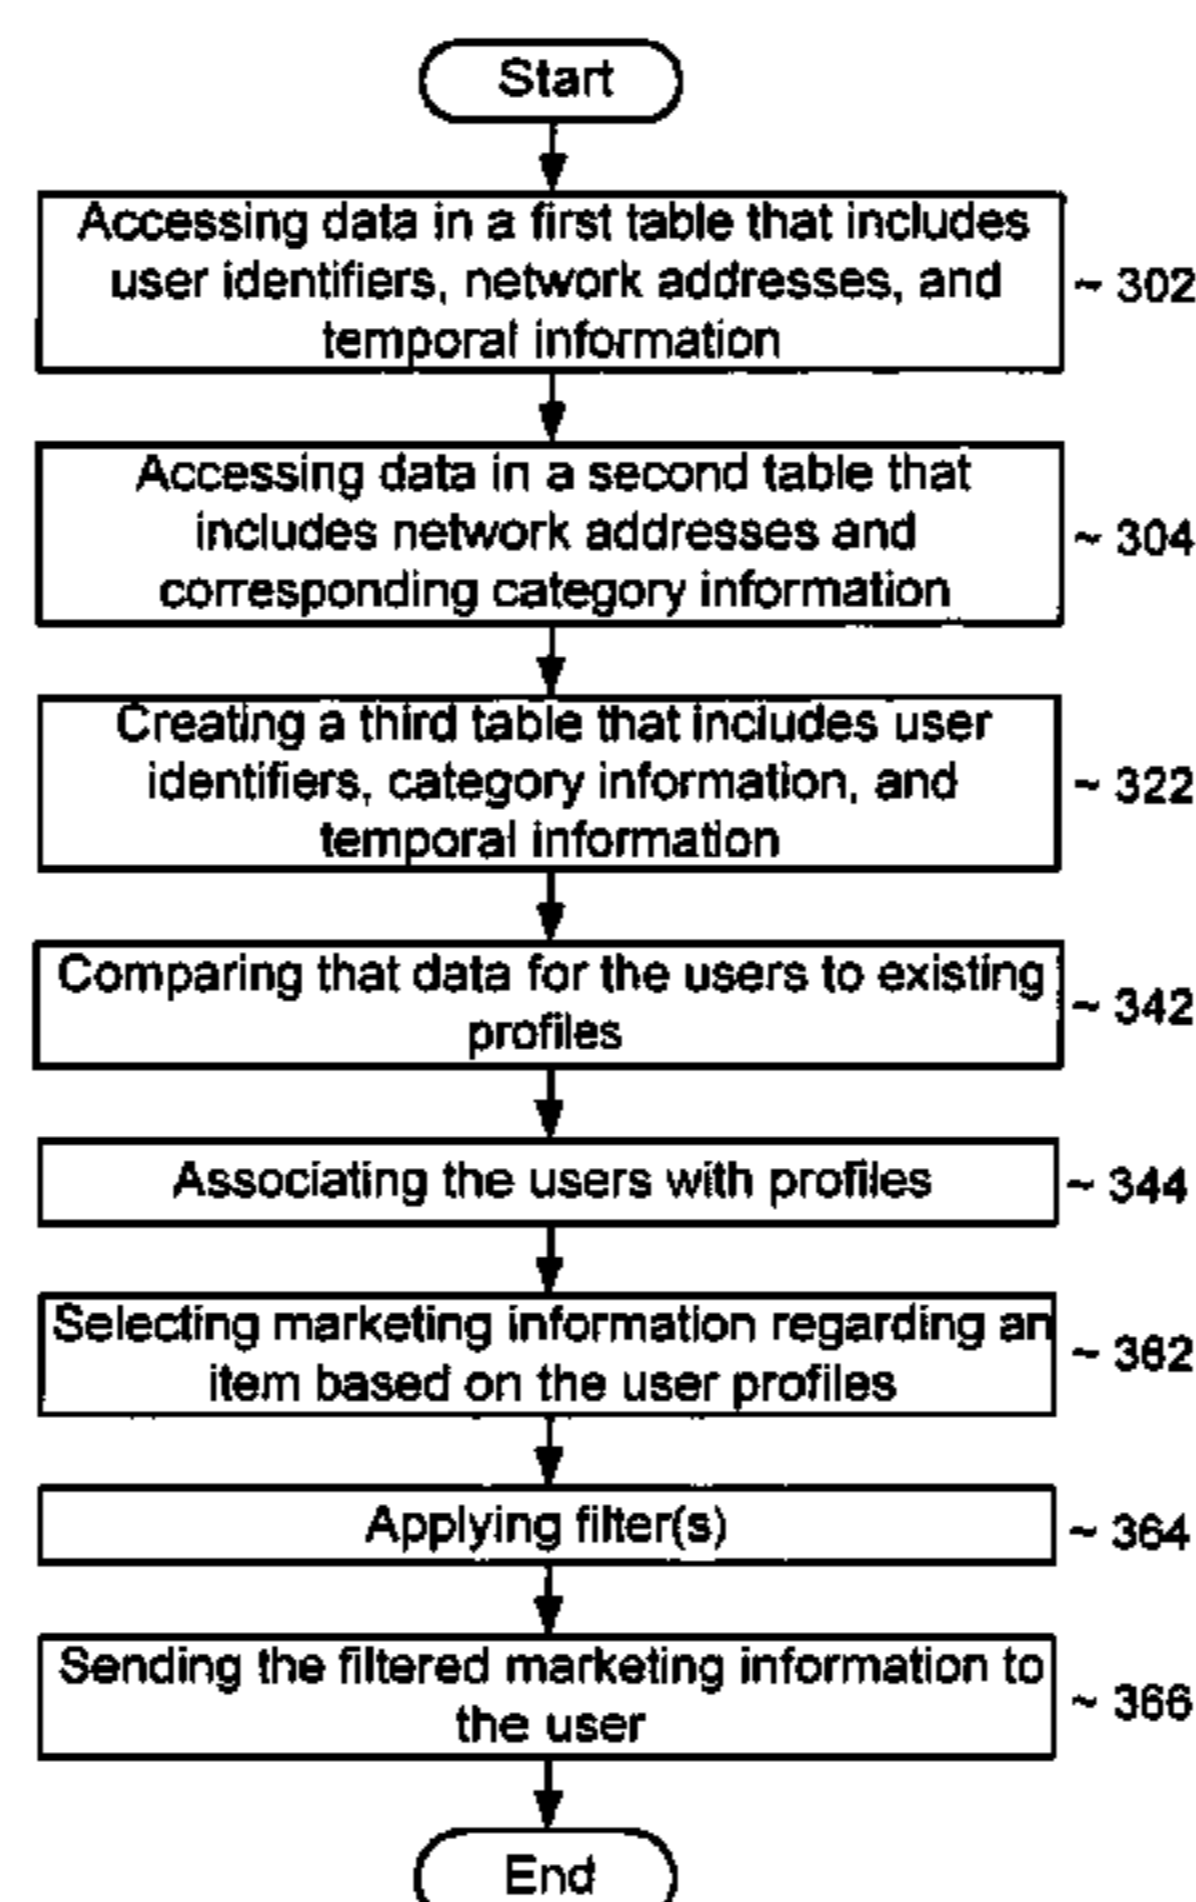 Start
Accessing data in a first table that includes
user identifiers, network addresses, and
temporal information
~ 302
Accessing data in a second table that
includes network addresses and
corresponding category information
~ 304
Creating a third table that includes user
identifiers, category information, and
temporal information
~ 322
Comparing that data for the users to existing
profiles
~ 342
Associating the users with profiles
~ 344
Selecting marketing information regarding an
item based on the user profiles
~ 362
Applying filter(s)
~ 364
Sending the filtered marketing information to
the user
~ 366
End